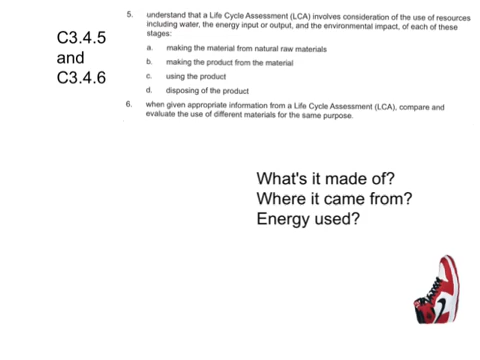 C3.4.5
and
C3.4.6
5. understand that a Life Cycle Assessment (LCA) involves consideration of the use of resources
including water, the energy input or output, and the environmental impact, of each of these
stages:
a. making the material from natural raw materials
b. making the product from the material
c. using the product
d. disposing of the product
6. when given appropriate information from a Life Cycle Assessment (LCA), compare and
evaluate the use of different materials for the same purpose.
What's it made of?
Where it came from?
Energy used?